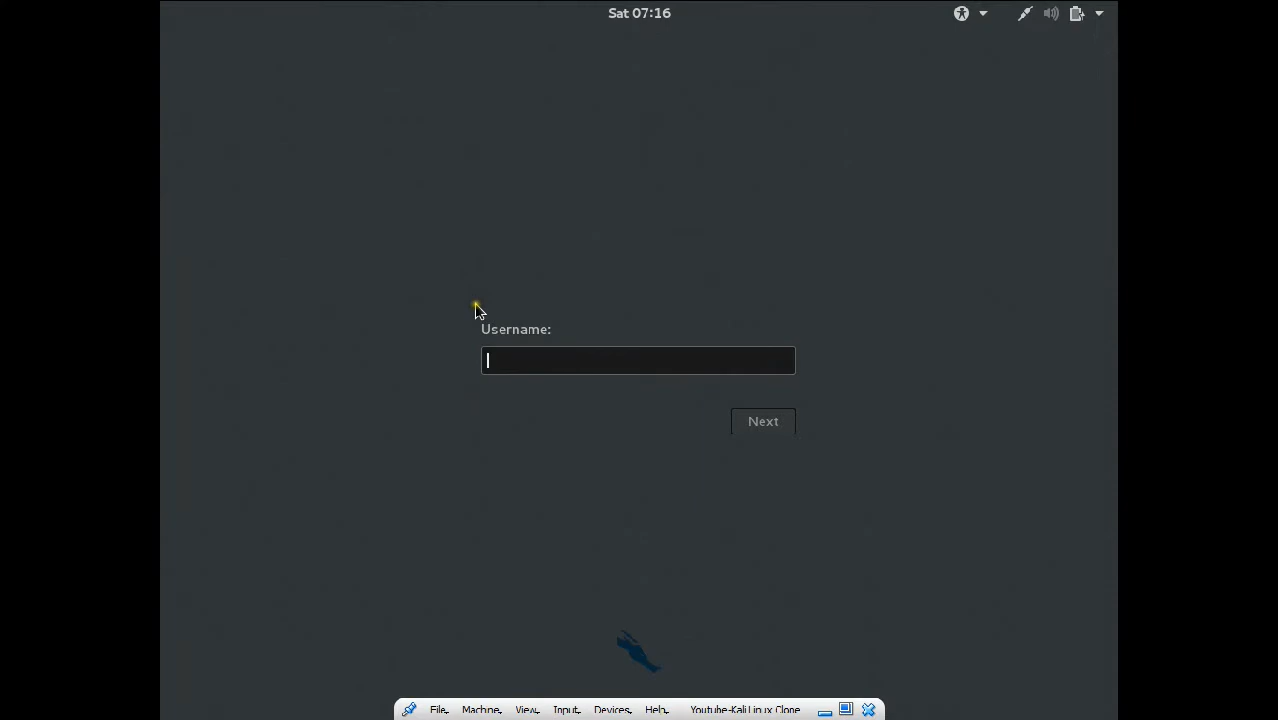 Sat 07:16
Username:
Next
File Machine View Input Devices Help Youtube-Kali Linux Clone